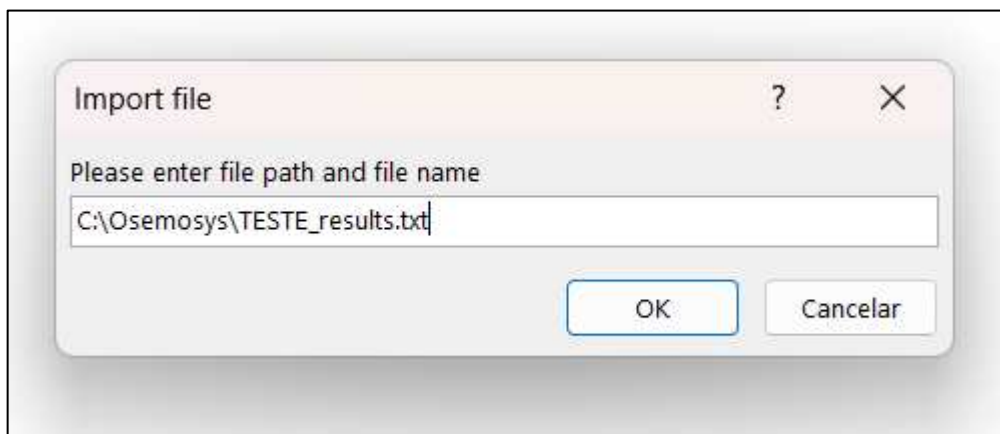 Import file ?
Please enter file path and file name
C:\Osemosys\TESTE_results.txt
OK Cancelar